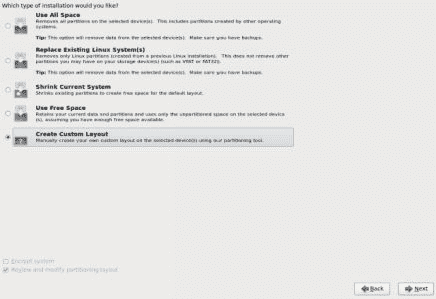 Which type of installation would you like?
Use All Space
Removes all partitions on the selected device(s). This includes partitions created by other operating
systems.
Tip: This option will remove data from the selected device(s). Make sure you have backups.
Replace Existing Linux System(s)
Removes only Linux partitions (created from a previous Linux installation). This does not remove other
partitions you may have on your storage device(s) (such as VFAT or FAT32).
Tip: This option will remove data from the selected device(s). Make sure you have backups.
Shrink Current System
Shrinks existing partitions to create free space for the default layout.
Use Free Space
Retains your current data and partitions and uses only the unpartitioned space on the selected device
(s), assuming you have enough free space available.
Create Custom Layout
Manually create your own custom layout on the selected device(s) using our partitioning tool.
Encrypt system
Review and modify partitioning layout
Back
Next